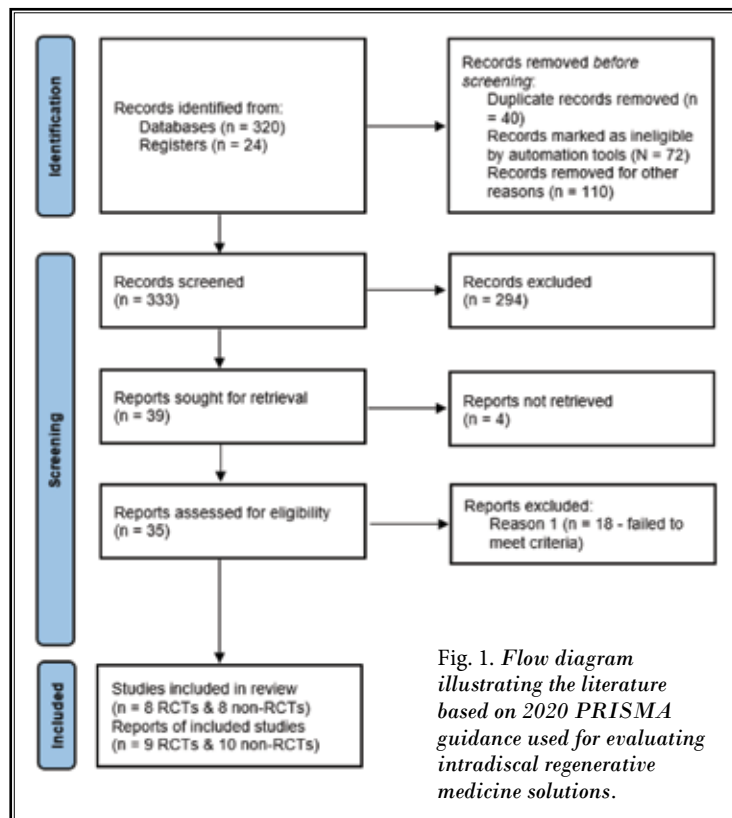 Identification
Records identified from:
Databases (n = 320)
Registers (n = 24)
Records removed before
screening:
Duplicate records removed (n
= 40)
Records marked as ineligible
by automation tools (N = 72)
Records removed for other
reasons (n = 110)
Screening
Records screened
(n = 333)
Records excluded
(n = 294)
Reports sought for retrieval
(n = 39)
Reports not retrieved
(n = 4)
Reports assessed for eligibility
(n = 35)
Reports excluded:
Reason 1 (n = 18 - failed to
meet criteria)
Included
Studies included in review
(n = 8 RCTs & 8 non-RCTs)
Reports of included studies
(n = 9 RCTs & 10 non-RCTs)
Fig. 1. Flow diagram
illustrating the literature
based on 2020 PRISMA
guidance used for evaluating
intradiscal regenerative
medicine solutions.